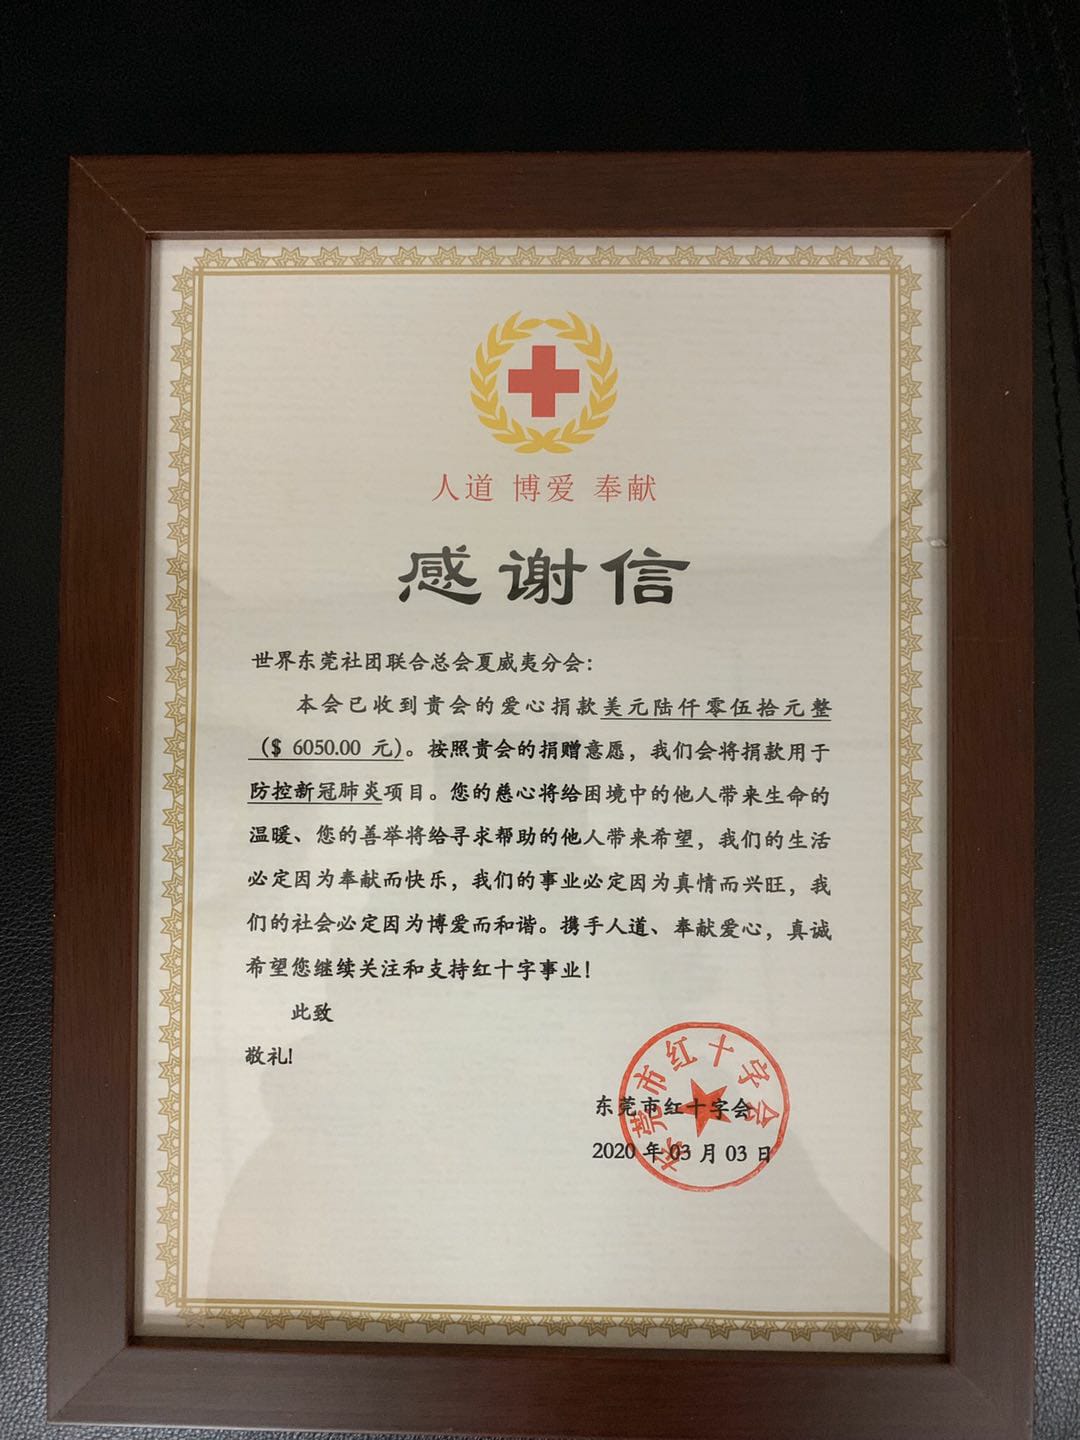 人道 博爱 奉献
感谢信
世界东莞社团联合总会夏威夷分会：
本会已收到贵会的爱心捐款美元陆仟零伍拾元整
（$ 6050.00 元）。按照贵会的捐赠意愿，我们会将捐款用于
防控新冠肺炎项目。您的慈心将给困境中的他人带来生命的
温暖、您的善举将给寻求帮助的他人带来希望，我们的生活
必定因为奉献而快乐，我们的事业必定因为真情而兴旺，我
们的社会必定因为博爱而和谐。携手人道、奉献爱心，真诚
希望您继续关注和支持红十字事业！
此致
敬礼！
东莞市红十字会
东莞市红十字会
2020 年 03 月 03 日